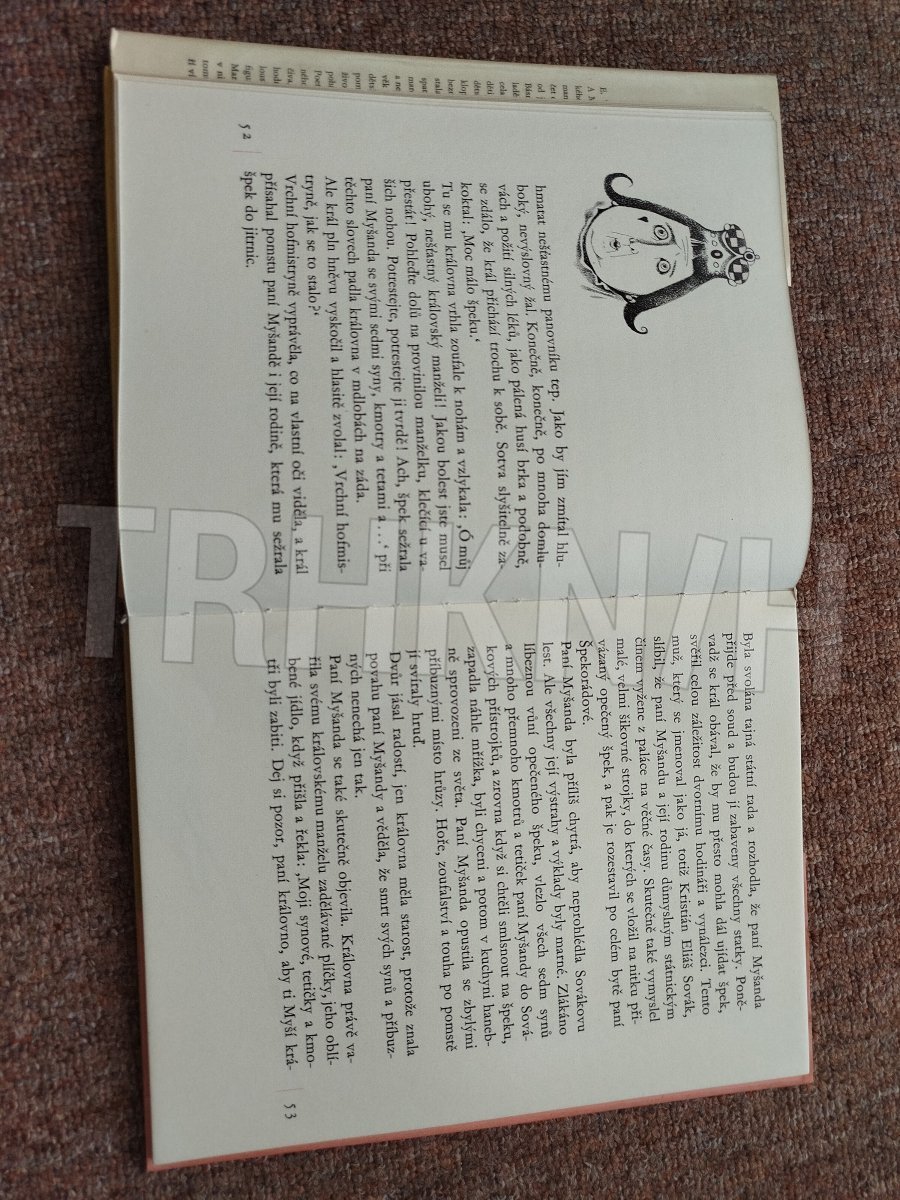 hmatat nešťastnému panovníku tep. Jako by jím zmítal hlu-
boký, nevýslovný žal. Konečně, konečně, po mnoha domlu-
vách a požití silných léků, jako pálená husí brka a podobně,
se zdálo, že král přichází trochu k sobě. Sotva slyšitelně za-
koktal: ‚Moc málo špeku.‘
Tu se mu královna vrhla zoufale k nohám a vzlykala: ‚Ó můj
ubohý, nešťastný královský manželi! Jakou bolest jste musel
přestát! Pohleďte dolů na provinilou manželku, klečící u va-
šich nohou. Potrestejte, potrestejte ji tvrdě! Ach, špek sežrala
paní Myšanda se svými sedmi syny, kmotry a tetami a...‘ při
těchto slovech padla královna v mdlobách na záda.
Ale král pln hněvu vyskočil a hlasitě zvolal: ‚Vrchní hofmis-
tryně, jak se to stalo?‘
Vrchní hofmistryně vyprávěla, co na vlastní oči viděla, a král
přísahal pomstu paní Myšandě i její rodině, která mu sežrala
špek do jitrnic.
52
Byla svolána tajná státní rada a rozhodla, že paní Myšanda
přijde před soud a budou jí zabaveny všechny statky. Poně-
vadž se král obával, že by mu přesto mohla dál ujídat špek,
svěřil celou záležitost dvornímu hodináři a vynálezci. Tento
muž, který se jmenoval jako já, totiž Kristián Eliáš Sovák,
slíbil, že paní Myšandu a její rodinu důmyslným státnickým
činem vyžene z paláce na věčné časy. Skutečně také vymyslel
malé, velmi šikovné strojky, do kterých se vložil na nitku při-
vázaný opečený špek, a pak je rozestavil po celém bytě paní
Špekorádové.
Paní Myšanda byla příliš chytrá, aby neprohlédla Sovákovu
lest. Ale všechny její výstrahy a výklady byly marné. Zlákáno
líbeznou vůní opečeného špeku, vlezlo všech sedm synů
a mnoho přemnoho kmotrů a tetiček paní Myšandy do Sová-
kových přístrojků, a zrovna když si chtěli smlsnout na špeku,
zapadla náhle mřížka, byli chyceni a potom v kuchyni haneb-
ně sprovozeni ze světa. Paní Myšanda opustila se zbylými
příbuznými místo hrůzy. Hoře, zoufalství a touha po pomstě
jí svíraly hruď.
Dvůr jásal radostí, jen královna měla starost, protože znala
povahu paní Myšandy a věděla, že smrt svých synů a příbuz-
ných nenechá jen tak.
Paní Myšanda se také skutečně objevila. Královna právě va-
řila svému královskému manželu zadělávané plíčky, jeho oblí-
bené jídlo, když přišla a řekla: ‚Moji synové, tetičky a kmo-
tři byli zabiti. Dej si pozor, paní královno, aby ti Myší krá-
53
TRHKNIH